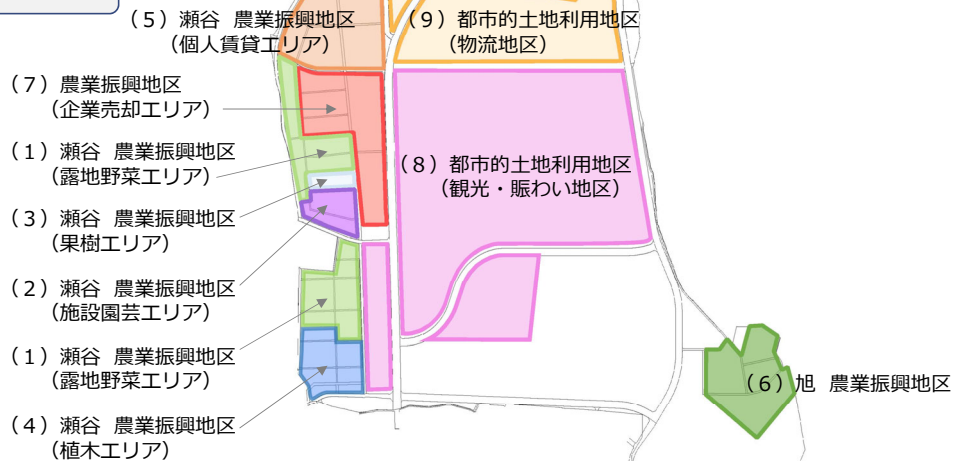 （５）瀬谷 農業振興地区
（個人賃貸エリア）
（９）都市的土地利用地区
（物流地区）
（７）農業振興地区
（企業売却エリア）
（１）瀬谷 農業振興地区
（露地野菜エリア）
（８）都市的土地利用地区
（観光・賑わい地区）
（３）瀬谷 農業振興地区
（果樹エリア）
（２）瀬谷 農業振興地区
（施設園芸エリア）
（１）瀬谷 農業振興地区
（露地野菜エリア）
（６）旭 農業振興地区
（４）瀬谷 農業振興地区
（植木エリア）